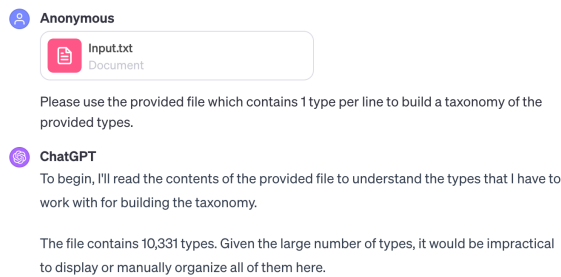 Anonymous
Input.txt
Document
Please use the provided file which contains 1 type per line to build a taxonomy of the
provided types.
ChatGPT
To begin, I'll read the contents of the provided file to understand the types that I have to
work with for building the taxonomy.
The file contains 10,331 types. Given the large number of types, it would be impractical
to display or manually organize all of them here.